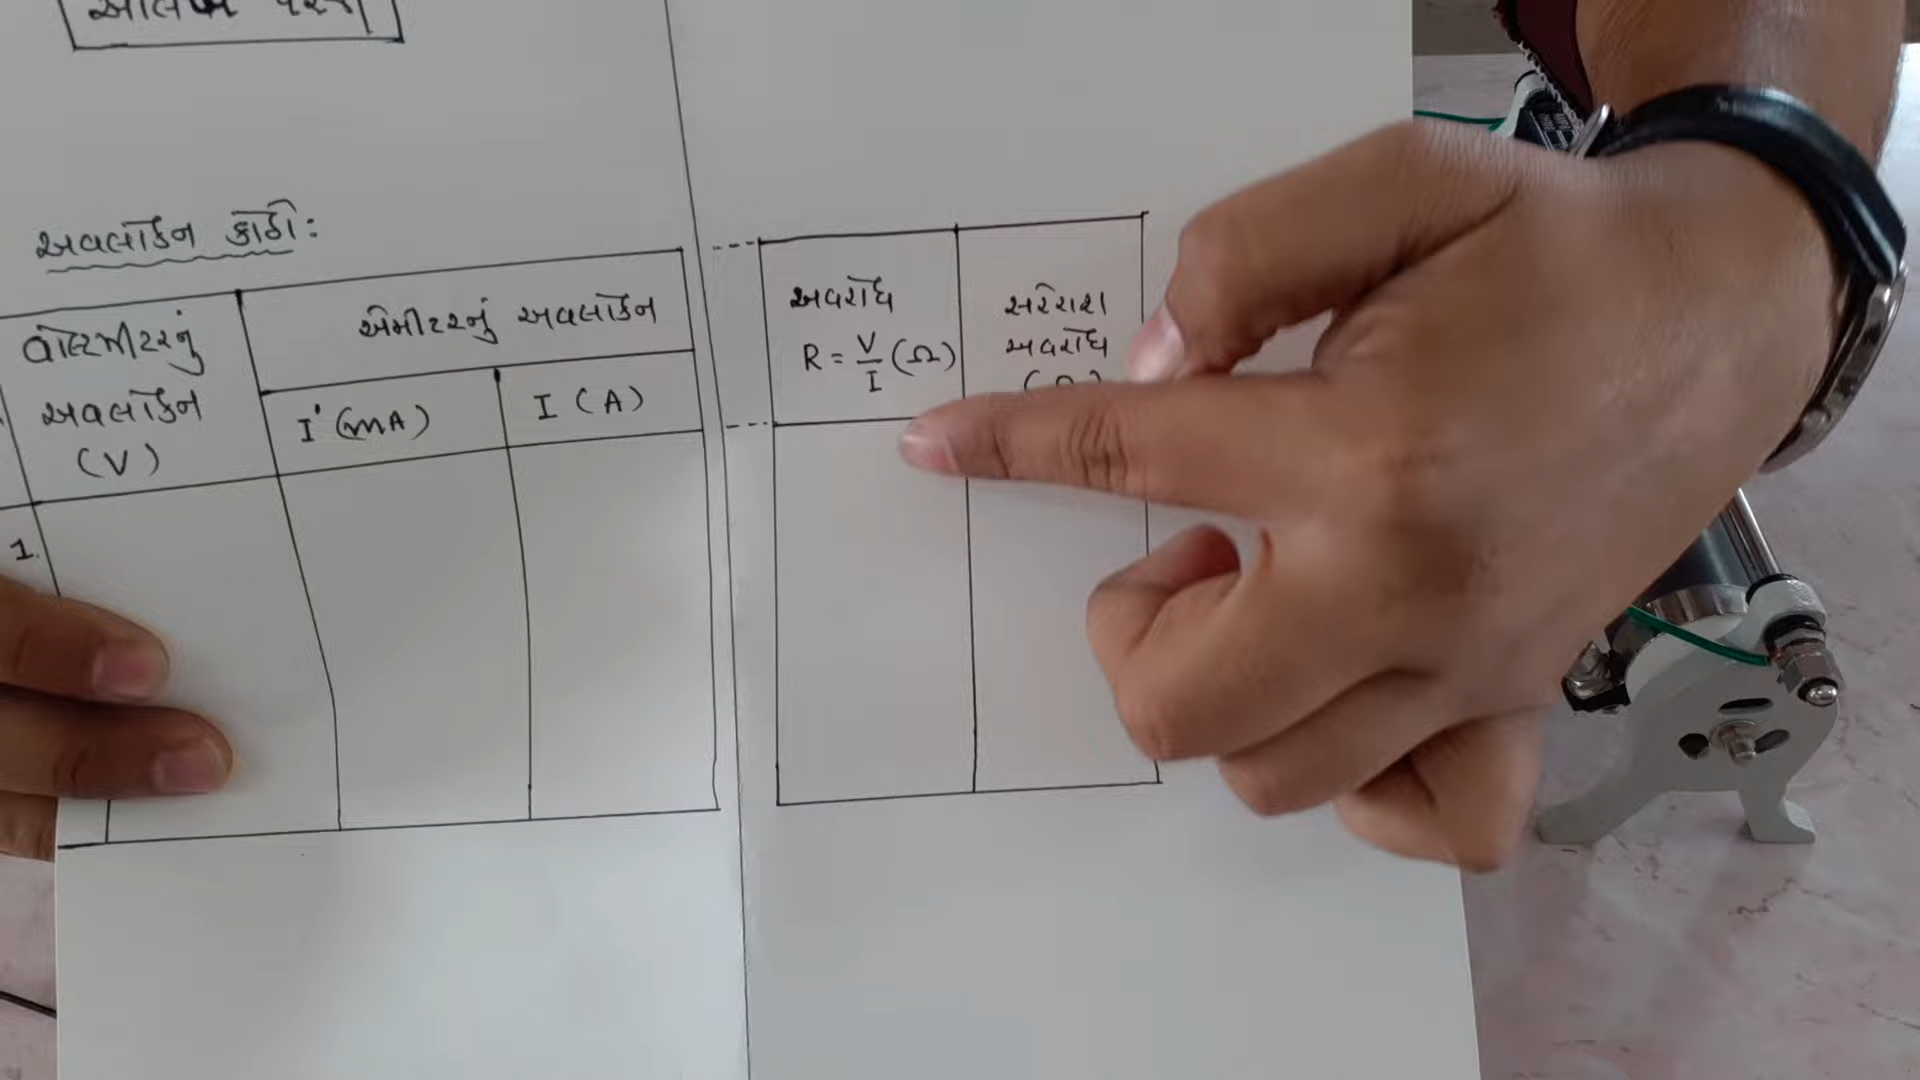 અવલોકન કોઠો :
વોલ્ટમીટરનું
અવલોકન
(V)
એમીટરનું અવલોકન
I' (mA)
I (A)
અવરોધ
R = V/I (Ω)
સરેરાશ
અવરોધ
1.